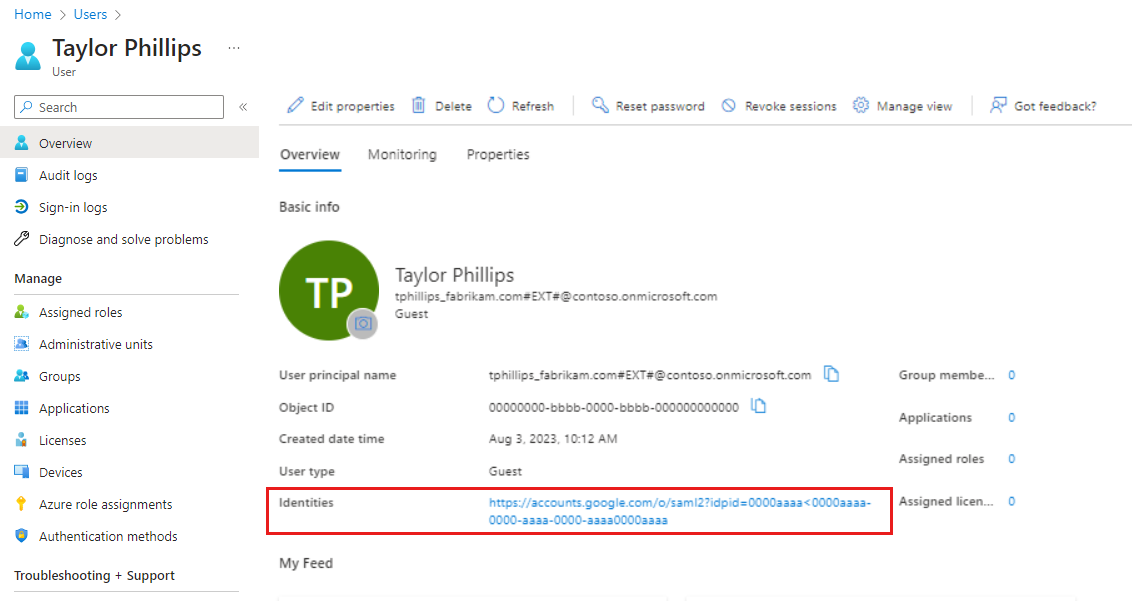 Home > Users >
Taylor Phillips ...
User
Search
«
Overview
Audit logs
Sign-in logs
Diagnose and solve problems
Manage
Assigned roles
Administrative units
Groups
Applications
Licenses
Devices
Azure role assignments
Authentication methods
Troubleshooting + Support
Edit properties Delete Refresh Reset password Revoke sessions Manage view Got feedback?
Overview Monitoring Properties
Basic info
TP
Taylor Phillips
tphillips_fabrikam.com#EXT#@contoso.onmicrosoft.com
Guest
User principal name tphillips_fabrikam.com#EXT#@contoso.onmicrosoft.com
Object ID 00000000-bbbb-0000-bbbb-000000000000
Created date time Aug 3, 2023, 10:12 AM
User type Guest
Identities https://accounts.google.com/o/saml2?idpid=0000aaaa<0000aaaa-
0000-aaaa-0000-aaaa0000aaaa
Group membe... 0
Applications 0
Assigned roles 0
Assigned licen... 0
My Feed